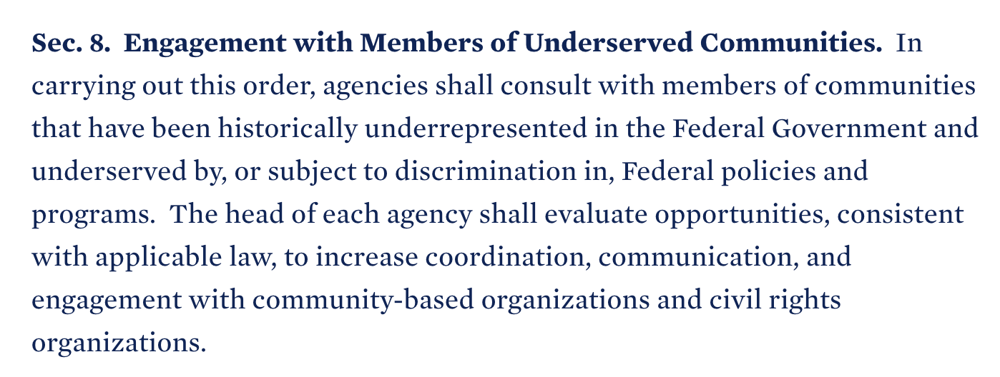 Sec. 8.  Engagement with Members of Underserved Communities.  In
carrying out this order, agencies shall consult with members of communities
that have been historically underrepresented in the Federal Government and
underserved by, or subject to discrimination in, Federal policies and
programs.  The head of each agency shall evaluate opportunities, consistent
with applicable law, to increase coordination, communication, and
engagement with community-based organizations and civil rights
organizations.